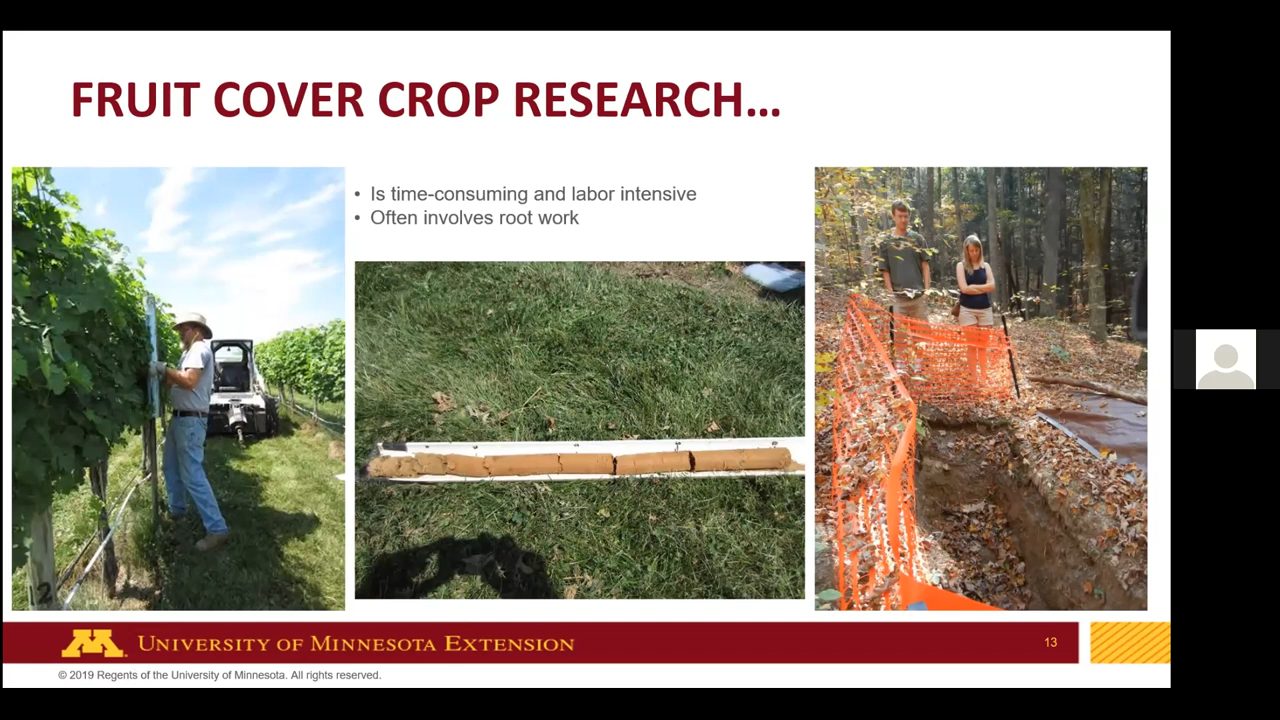 FRUIT COVER CROP RESEARCH...
• Is time-consuming and labor intensive
• Often involves root work
12
UNIVERSITY OF MINNESOTA EXTENSION
13
© 2019 Regents of the University of Minnesota. All rights reserved.